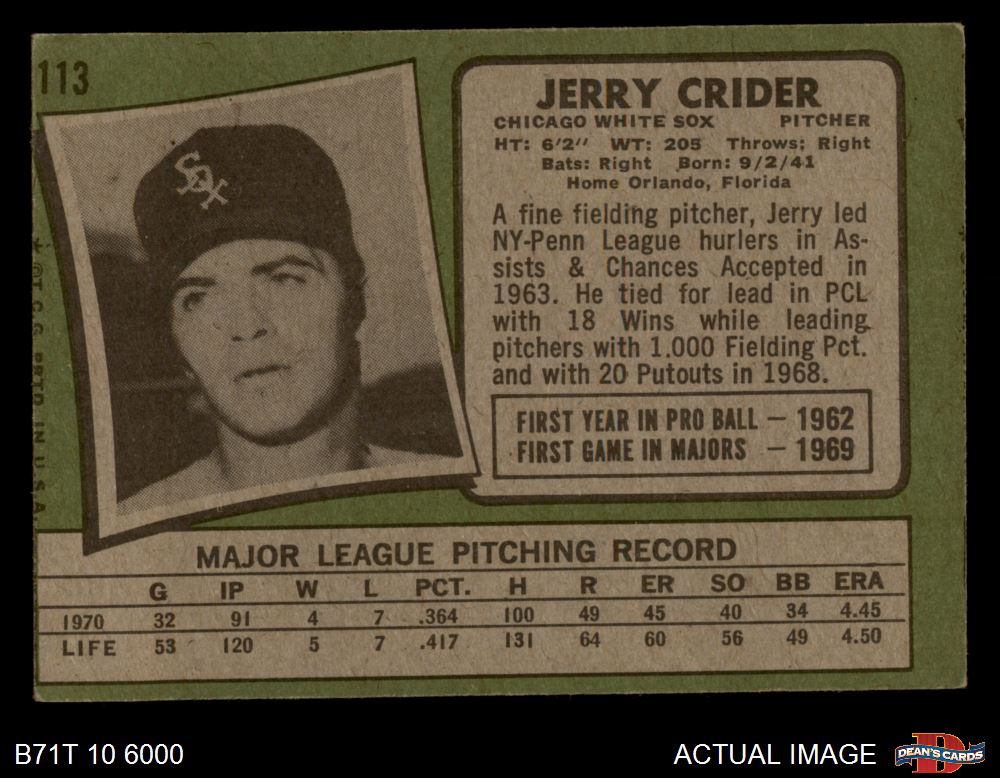 113
SOX
JERRY CRIDER
CHICAGO WHITE SOX PITCHER
HT: 6'2" WT: 205 Throws: Right
Bats: Right Born: 9/2/41
Home Orlando, Florida
A fine fielding pitcher, Jerry led
NY-Penn League hurlers in As-
sists & Chances Accepted in
1963. He tied for lead in PCL
with 18 Wins while leading
pitchers with 1.000 Fielding Pct.
and with 20 Putouts in 1968.
FIRST YEAR IN PRO BALL — 1962
FIRST GAME IN MAJORS — 1969
★ ©T.C.G. PRTD. IN U.S.A.
MAJOR LEAGUE PITCHING RECORD
G IP W L PCT. H R ER SO BB ERA
1970 32 91 4 7 .364 100 49 45 40 34 4.45
LIFE 53 120 5 7 .417 131 64 60 56 49 4.50
B71T 10 6000
ACTUAL IMAGE
D
DEAN'S CARDS